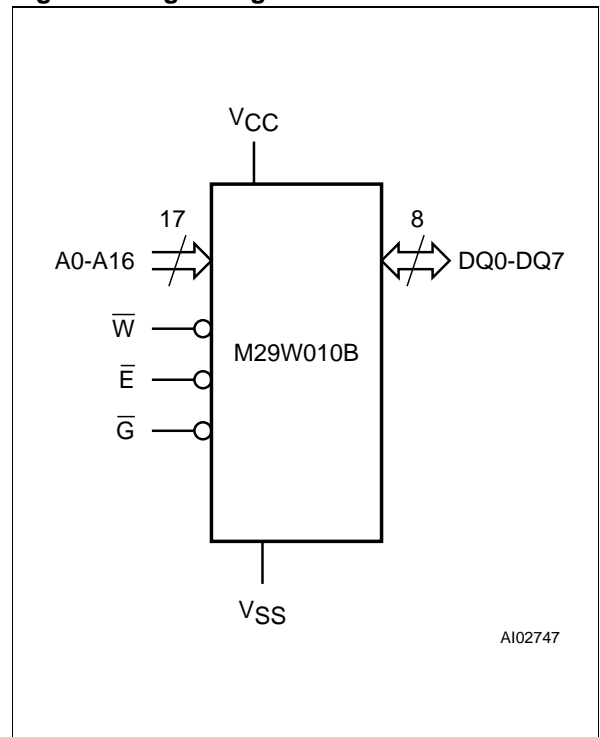 VCC
17
8
A0-A16
DQ0-DQ7
W̅
M29W010B
E̅
G̅
VSS
AI02747